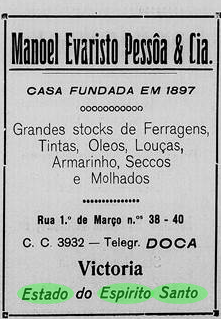 Manoel Evaristo Pessôa & Cia.
CASA FUNDADA EM 1897
Grandes stocks de Ferragens,
Tintas, Oleos, Louças,
Armarinho, Seccos
e Molhados
Rua 1.º de Março n.os 38 - 40
C. C. 3932 — Telegr. DOCA
Victoria
Estado do Espirito Santo